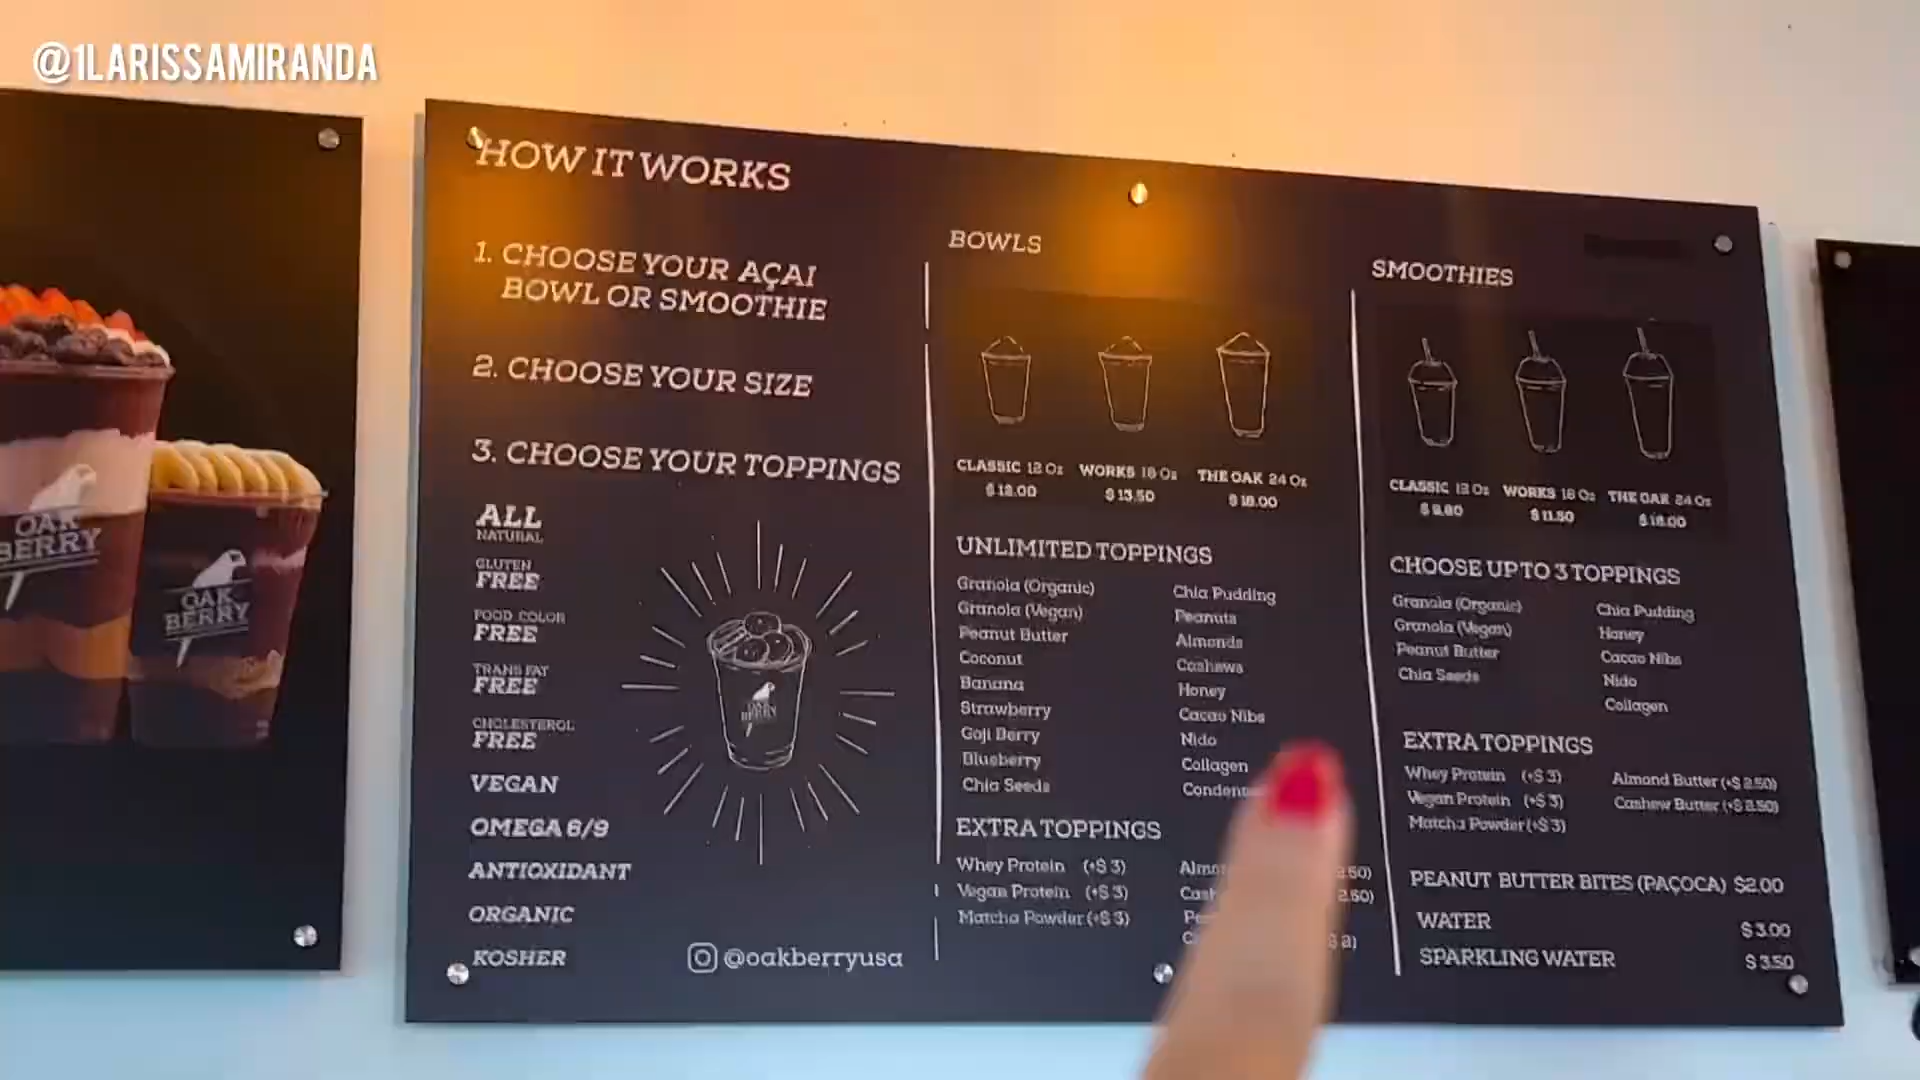 @1LARISSAMIRANDA
OAK
BERRY
OAK
BERRY
HOW IT WORKS
1. CHOOSE YOUR AÇAI
BOWL OR SMOOTHIE
2. CHOOSE YOUR SIZE
3. CHOOSE YOUR TOPPINGS
ALL
NATURAL
GLUTEN
FREE
FOOD COLOR
FREE
TRANS FAT
FREE
CHOLESTEROL
FREE
VEGAN
OMEGA 6/9
ANTIOXIDANT
ORGANIC
KOSHER
OAK
BERRY
@oakberryusa
BOWLS
CLASSIC 12 Oz WORKS 16 Oz THE OAK 24 Oz
$ 13.50
UNLIMITED TOPPINGS
Granola (Organic)
Granola (Vegan)
Peanut Butter
Coconut
Banana
Strawberry
Goji Berry
Blueberry
Chia Seeds
Chia Pudding
Peanuts
Almonds
Cashews
Honey
Cacao Nibs
Nido
Collagen
EXTRA TOPPINGS
Whey Protein (+$ 3)
Vegan Protein (+$ 3)
Matcha Powder (+$ 3)
SMOOTHIES
CLASSIC 12 Oz WORKS 16 Oz THE OAK 24 Oz
$ 11.50
CHOOSE UP TO 3 TOPPINGS
Granola (Organic)
Granola (Vegan)
Peanut Butter
Chia Seeds
Chia Pudding
Honey
Cacao Nibs
Nido
Collagen
EXTRA TOPPINGS
Whey Protein (+$ 3)
Vegan Protein (+$ 3)
Matcha Powder (+$ 3)
Almond Butter (+$ 2.50)
Cashew Butter (+$ 2.50)
PEANUT BUTTER BITES (PAÇOCA) $2.00
WATER $ 3.00
SPARKLING WATER $ 3.50